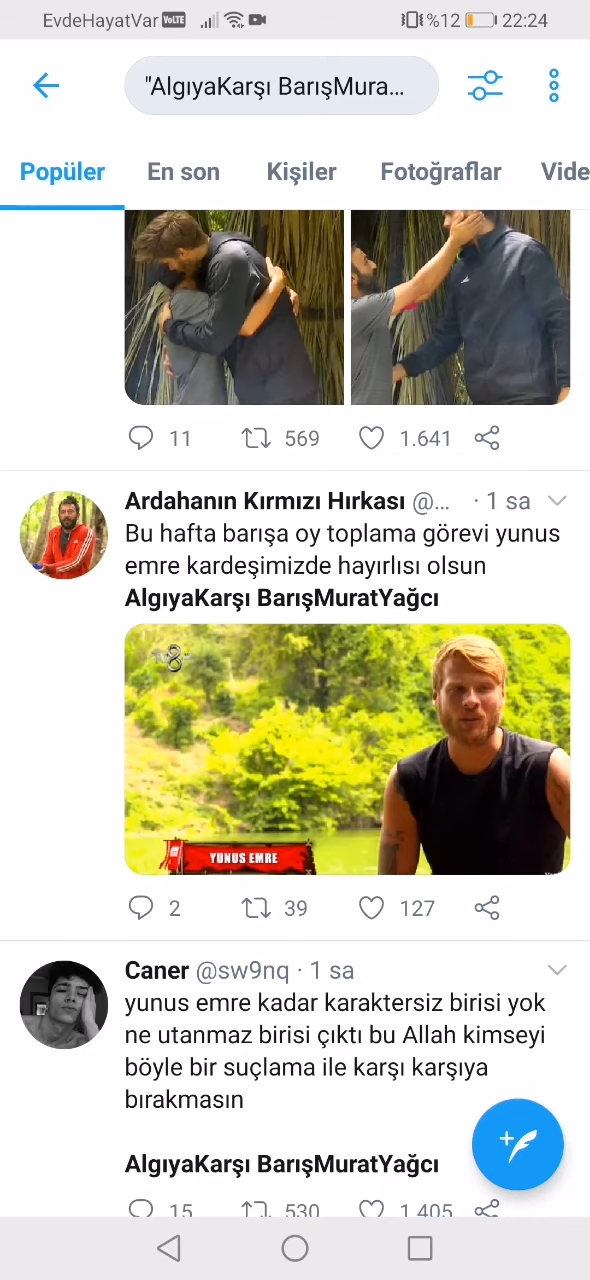 EvdeHayatVar VoLTE %12 22:24
"AlgıyaKarşı BarışMura...
Popüler En son Kişiler Fotoğraflar Vide
11 569 1.641
Ardahanın Kırmızı Hırkası @... · 1 sa
Bu hafta barışa oy toplama görevi yunus
emre kardeşimizde hayırlısı olsun
AlgıyaKarşı BarışMuratYağcı
TV8
YUNUS EMRE
2 39 127
Caner @sw9nq · 1 sa
yunus emre kadar karaktersiz birisi yok
ne utanmaz birisi çıktı bu Allah kimseyi
böyle bir suçlama ile karşı karşıya
bırakmasın
AlgıyaKarşı BarışMuratYağcı
15 530 1.405